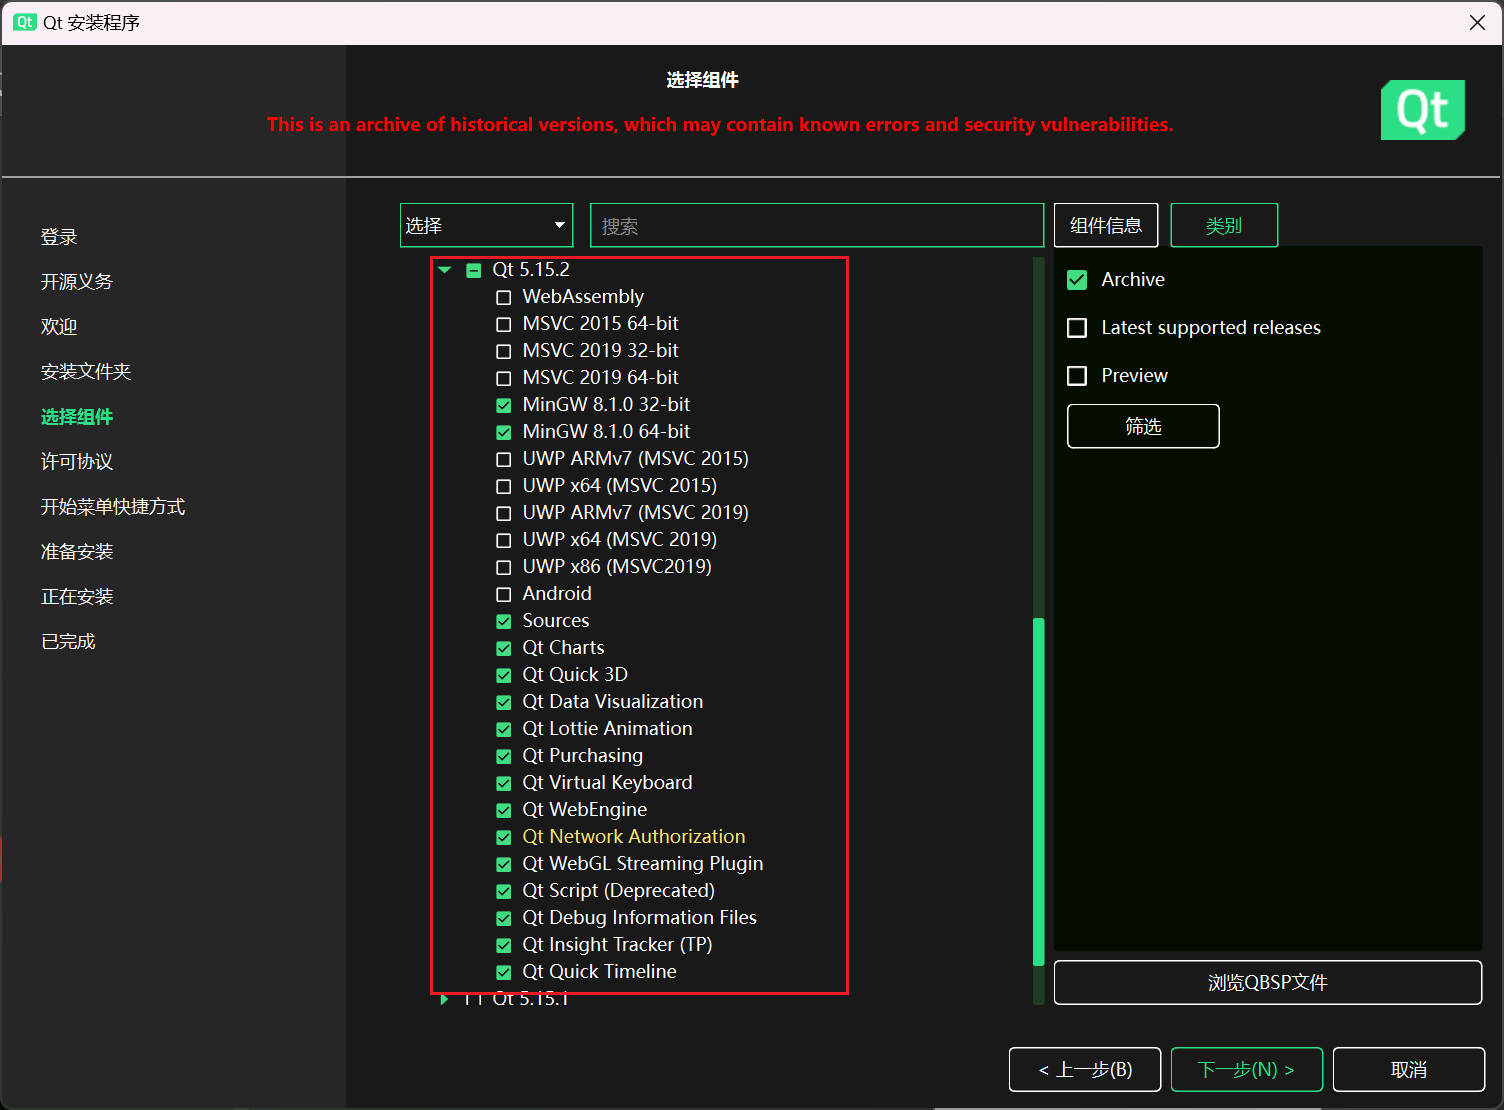 Qt Qt 安装程序
选择组件
Qt
This is an archive of historical versions, which may contain known errors and security vulnerabilities.
登录
开源义务
欢迎
安装文件夹
选择组件
许可协议
开始菜单快捷方式
准备安装
正在安装
已完成
选择
搜索
组件信息
类别
Qt 5.15.2
WebAssembly
MSVC 2015 64-bit
MSVC 2019 32-bit
MSVC 2019 64-bit
MinGW 8.1.0 32-bit
MinGW 8.1.0 64-bit
UWP ARMv7 (MSVC 2015)
UWP x64 (MSVC 2015)
UWP ARMv7 (MSVC 2019)
UWP x64 (MSVC 2019)
UWP x86 (MSVC2019)
Android
Sources
Qt Charts
Qt Quick 3D
Qt Data Visualization
Qt Lottie Animation
Qt Purchasing
Qt Virtual Keyboard
Qt WebEngine
Qt Network Authorization
Qt WebGL Streaming Plugin
Qt Script (Deprecated)
Qt Debug Information Files
Qt Insight Tracker (TP)
Qt Quick Timeline
Qt 5.15.1
Archive
Latest supported releases
Preview
筛选
浏览QBSP文件
< 上一步(B)
下一步(N) >
取消